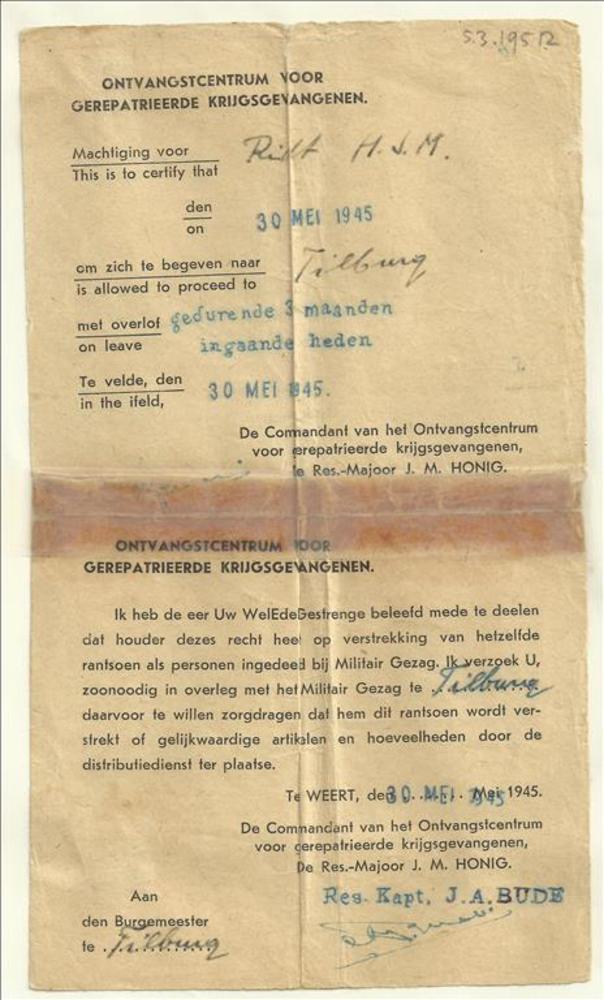 5.3.1952
ONTVANGSTCENTRUM VOOR
GEREPATRIEERDE KRIJGSGEVANGENEN.
Machtiging voor H. J. M.
This is to certify that
den
on
30 MEI 1945
om zich te begeven naar Tilburg
is allowed to proceed to
met overlof gedurende 3 maanden
on leave ingaande heden
Te velde, den 30 MEI 1945.
in the ifeld,
De Commandant van het Ontvangstcentrum
voor gerepatrieerde krijgsgevangenen,
De Res.-Majoor J. M. HONIG.
ONTVANGSTCENTRUM VOOR
GEREPATRIEERDE KRIJGSGEVANGENEN.
Ik heb de eer Uw WelEdeGestrenge beleefd mede te deelen
dat houder dezes recht heeft op verstrekking van hetzelfde
rantsoen als personen ingedeeld bij Militair Gezag. Ik verzoek U,
zoonoodig in overleg met het Militair Gezag te Tilburg
daarvoor te willen zorgdragen dat hem dit rantsoen wordt ver-
strekt of gelijkwaardige artikelen en hoeveelheden door de
distributiedienst ter plaatse.
Te WEERT, den 30 MEI 1945 Mei 1945.
De Commandant van het Ontvangstcentrum
voor gerepatrieerde krijgsgevangenen,
De Res.-Majoor J. M. HONIG.
Res. Kapt. J.A. BUDE
Aan
den Burgemeester
te Tilburg